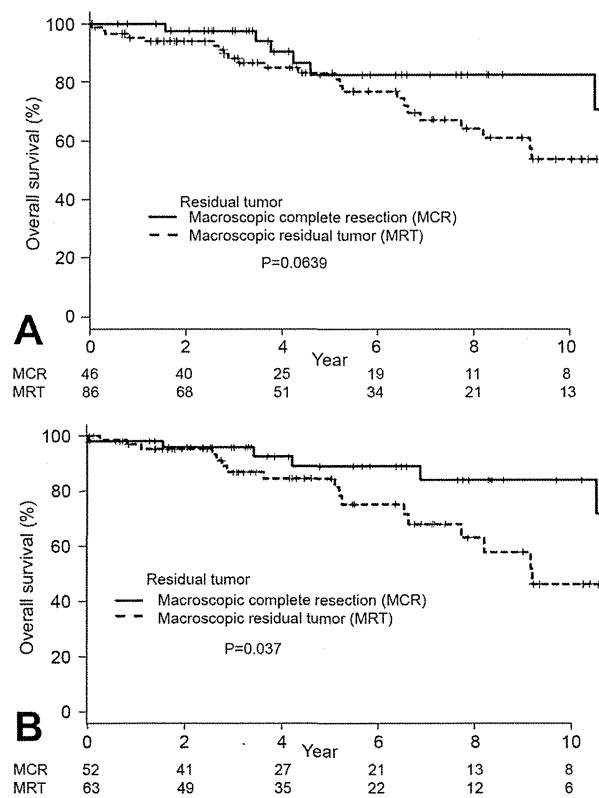 100
80
60
40
20
0
Overall survival (%)
Residual tumor
Macroscopic complete resection (MCR)
Macroscopic residual tumor (MRT)
P=0.0639
A
0 2 4 6 8 10
Year
MCR 46 40 25 19 11 8
MRT 86 68 51 34 21 13
100
80
60
40
20
0
Overall survival (%)
Residual tumor
Macroscopic complete resection (MCR)
Macroscopic residual tumor (MRT)
P=0.037
B
0 2 4 6 8 10
Year
MCR 52 41 27 21 13 8
MRT 63 49 35 22 12 6